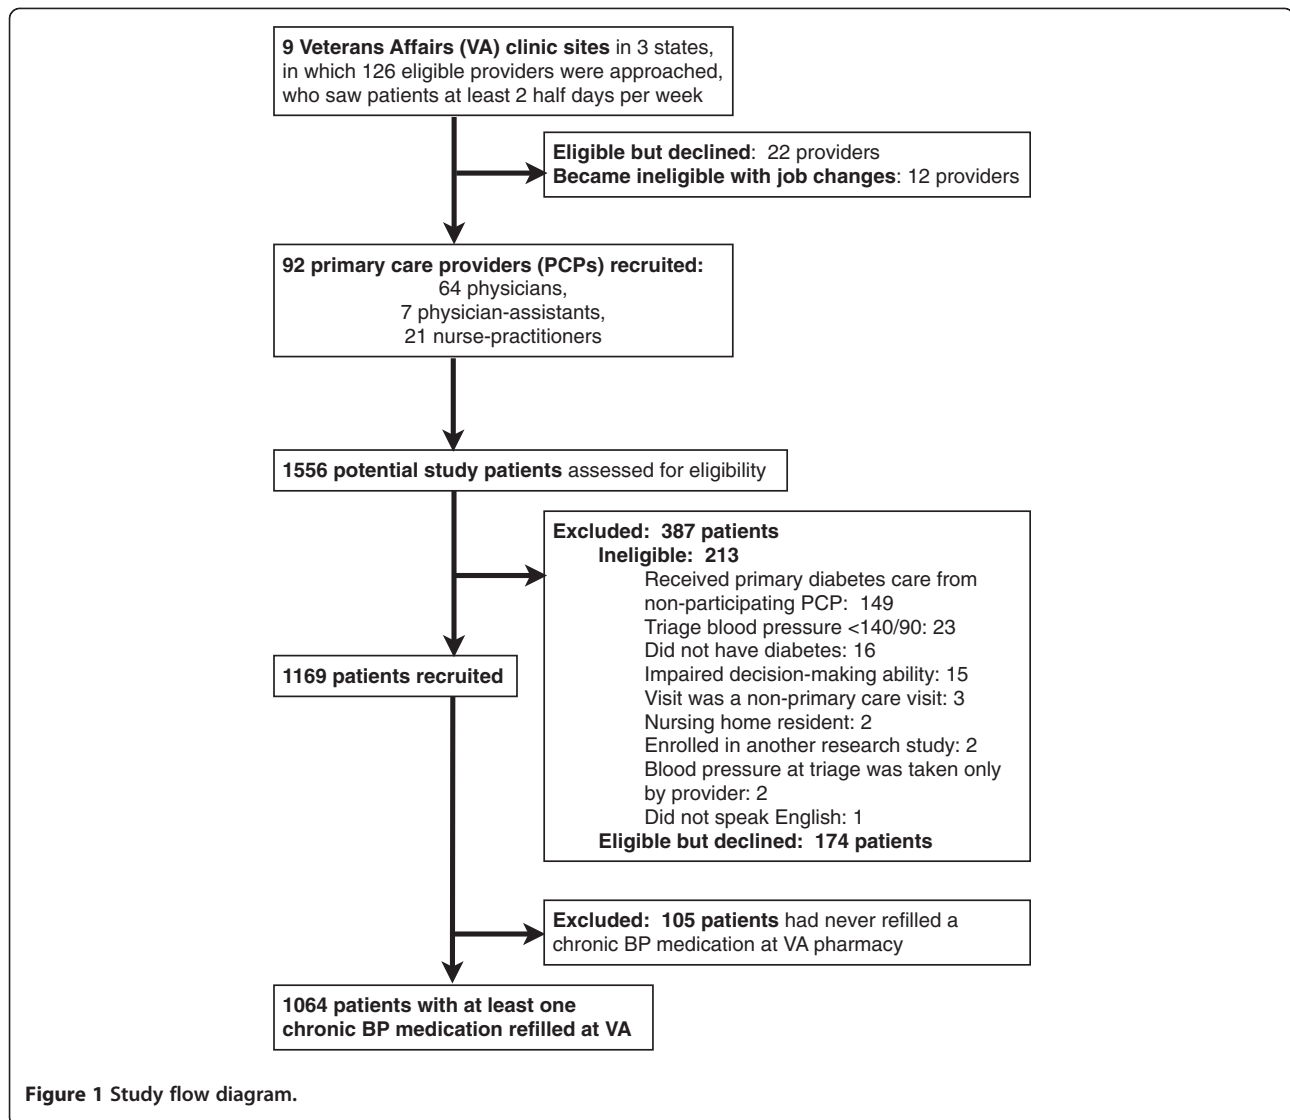 9 Veterans Affairs (VA) clinic sites in 3 states,
in which 126 eligible providers were approached,
who saw patients at least 2 half days per week
Eligible but declined: 22 providers
Became ineligible with job changes: 12 providers
92 primary care providers (PCPs) recruited:
64 physicians,
7 physician-assistants,
21 nurse-practitioners
1556 potential study patients assessed for eligibility
Excluded: 387 patients
Ineligible: 213
Received primary diabetes care from
non-participating PCP: 149
Triage blood pressure <140/90: 23
Did not have diabetes: 16
Impaired decision-making ability: 15
Visit was a non-primary care visit: 3
Nursing home resident: 2
Enrolled in another research study: 2
Blood pressure at triage was taken only
by provider: 2
Did not speak English: 1
Eligible but declined: 174 patients
1169 patients recruited
Excluded: 105 patients had never refilled a
chronic BP medication at VA pharmacy
1064 patients with at least one
chronic BP medication refilled at VA
Figure 1 Study flow diagram.